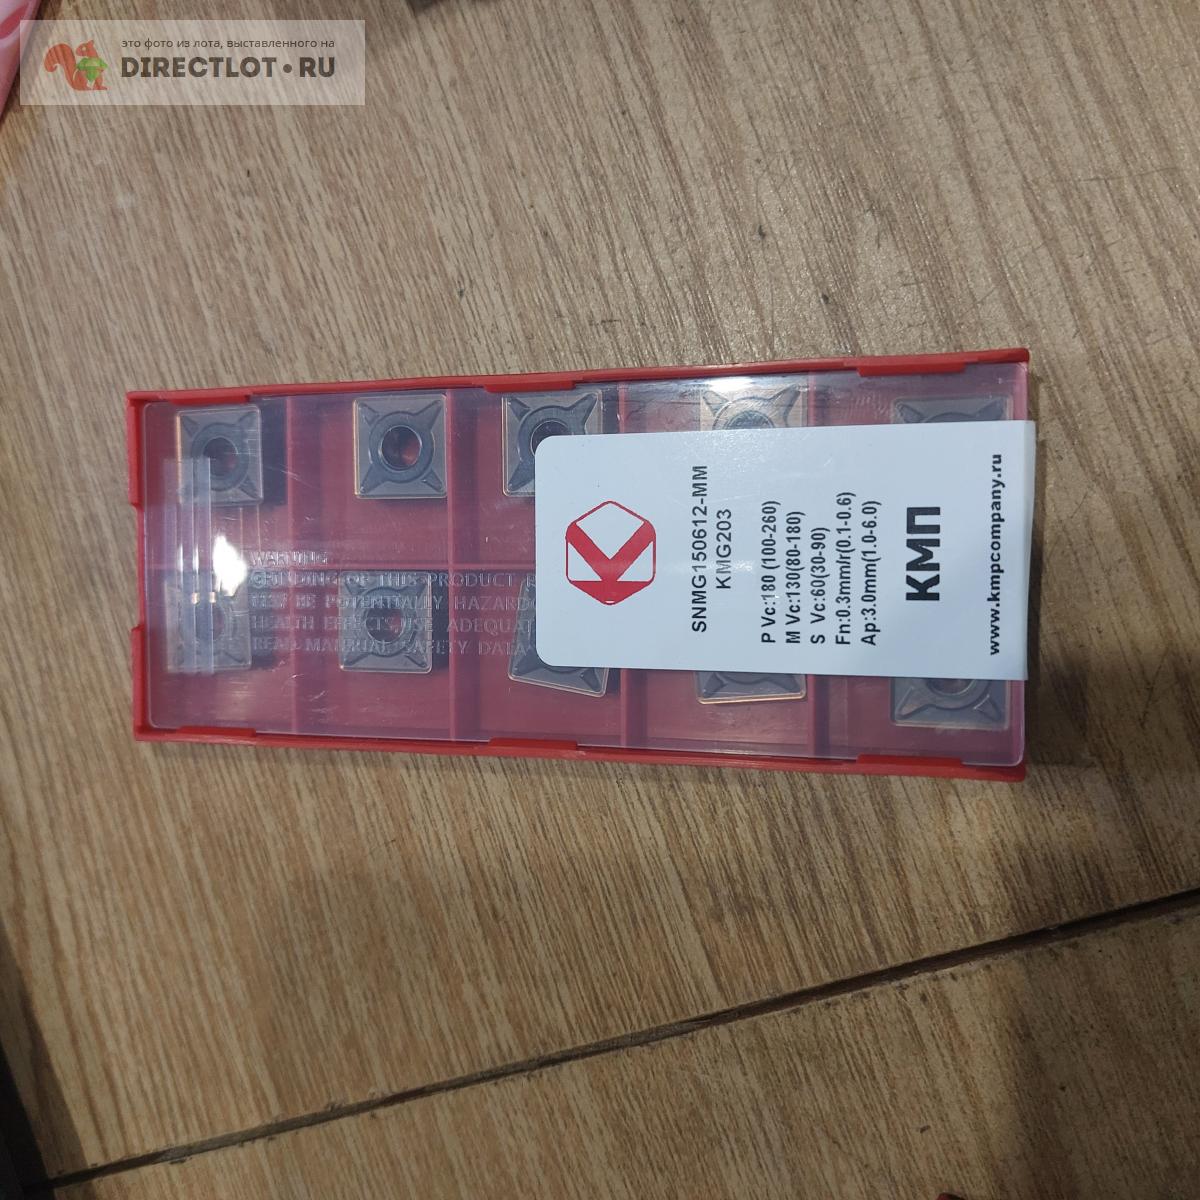 это фото из лота, выставленного на
DIRECTLOT.RU
SNMG150612-MM
KMG203
P Vc:180 (100-260)
M Vc:130(80-180)
S Vc:60(30-90)
Fn:0.3mm/r(0.1-0.6)
Ap:3.0mm(1.0-6.0)
КМП
www.kmpcompany.ru
WARNING
GRINDING OF THIS PRODUCT
MAY BE POTENTIALLY
HEALTH EFFECTS,USE
READ MATERIAL SAFETY DATA